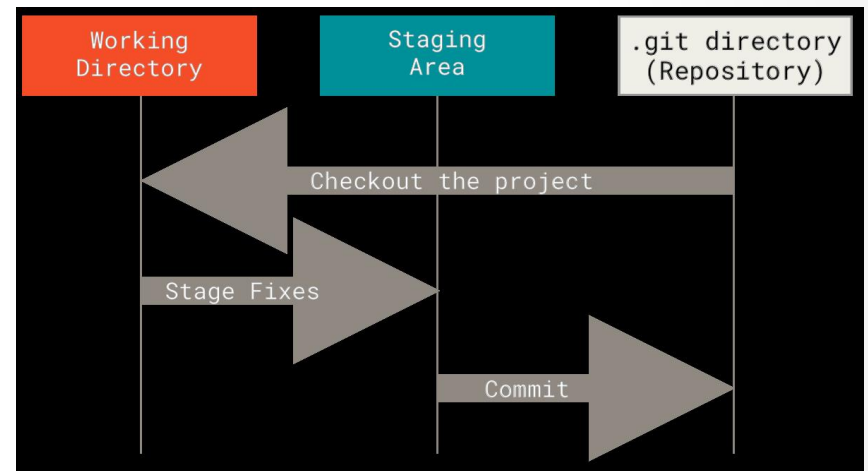 Working
Directory
Staging
Area
.git directory
(Repository)
Checkout the project
Stage Fixes
Commit